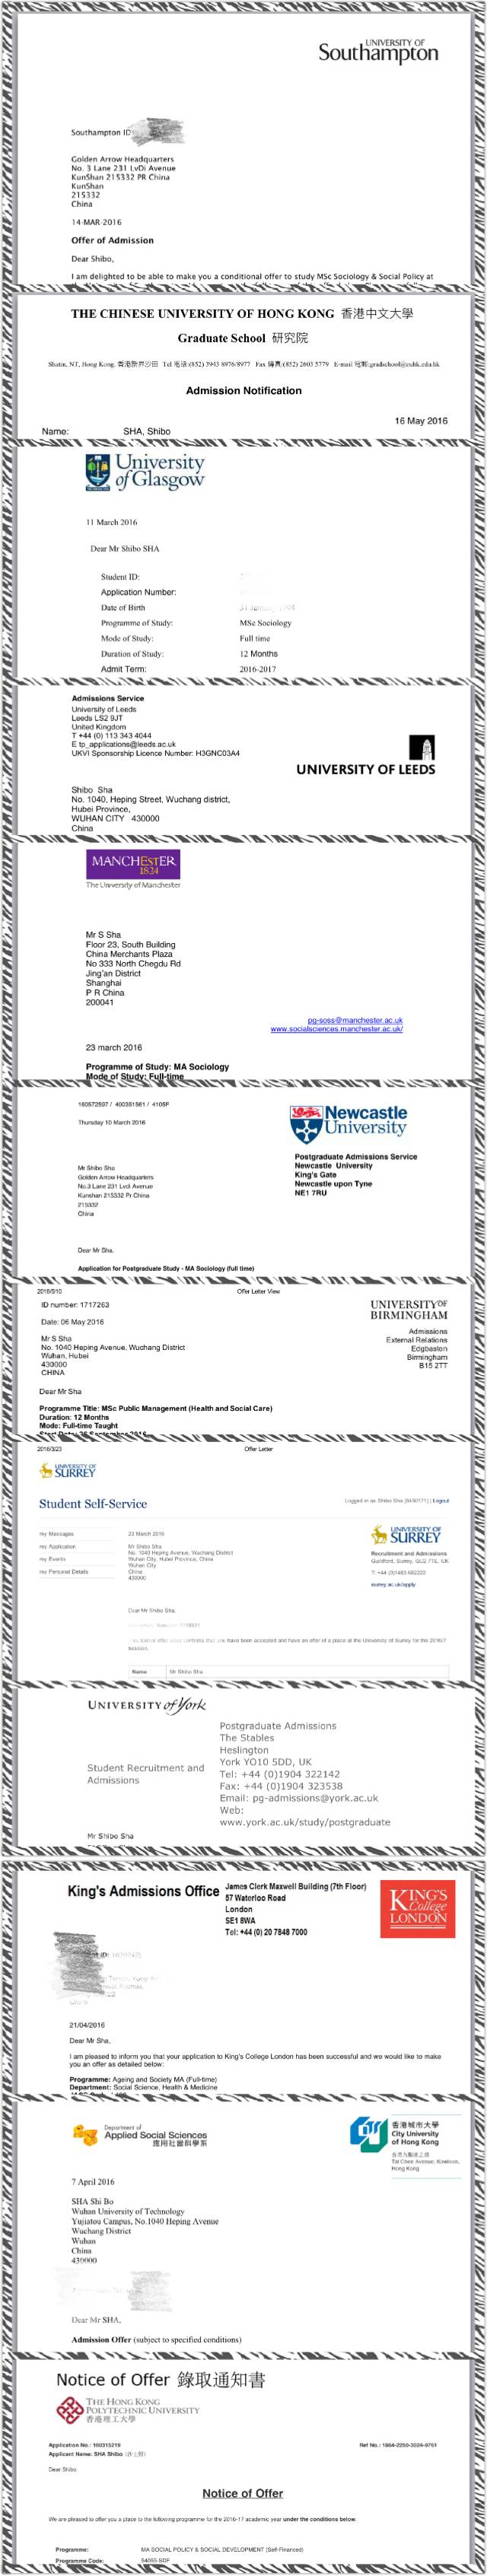 UNIVERSITY OF
Southampton
Southampton ID
Golden Arrow Headquarters
No. 3 Lane 231 LvDi Avenue
KunShan 215332 PR China
KunShan
215332
China
14-MAR-2016
Offer of Admission
Dear Shibo,
I am delighted to be able to make you a conditional offer to study MSc Sociology & Social Policy at
THE CHINESE UNIVERSITY OF HONG KONG 香港中文大學
Graduate School 研究院
Shatin, NT, Hong Kong. 香港新界沙田 Tel 電話:(852) 3943 8976/8977 Fax 傳真:(852) 2603 5779 E-mail 電郵:gradschool@cuhk.edu.hk
Admission Notification
16 May 2016
Name: SHA, Shibo
University
of Glasgow
11 March 2016
Dear Mr Shibo SHA
Student ID:
Application Number:
Date of Birth
Programme of Study: MSc Sociology
Mode of Study: Full time
Duration of Study: 12 Months
Admit Term: 2016-2017
Admissions Service
University of Leeds
Leeds LS2 9JT
United Kingdom
T +44 (0) 113 343 4044
E tp_applications@leeds.ac.uk
UKVI Sponsorship Licence Number: H3GNC03A4
UNIVERSITY OF LEEDS
Shibo Sha
No. 1040, Heping Street, Wuchang district,
Hubei Province,
WUHAN CITY 430000
China
MANCHESTER
1824
The University of Manchester
Mr S Sha
Floor 23, South Building
China Merchants Plaza
No 333 North Chegdu Rd
Jing'an District
Shanghai
P R China
200041
pg-soss@manchester.ac.uk
www.socialsciences.manchester.ac.uk/
23 march 2016
Programme of Study: MA Sociology
Mode of Study: Full-time
160572597 / 400351561 / 4105F
Thursday 10 March 2016
Newcastle
University
Postgraduate Admissions Service
Newcastle University
King's Gate
Newcastle upon Tyne
NE1 7RU
Mr Shibo Sha
Golden Arrow Headquarters
No.3 Lane 231 Lvdi Avenue
Kunshan 215332 Pr China
215332
China
Dear Mr Sha,
Application for Postgraduate Study - MA Sociology (full time)
2016/5/10 Offer Letter View
ID number: 1717263
UNIVERSITY OF
BIRMINGHAM
Date: 06 May 2016
Admissions
External Relations
Edgbaston
Birmingham
B15 2TT
Mr S Sha
No. 1040 Heping Avenue, Wuchang District
Wuhan, Hubei
430000
CHINA
Dear Mr Sha
Programme Title: MSc Public Management (Health and Social Care)
Duration: 12 Months
Mode: Full-time Taught
2016/3/23 Offer Letter
UNIVERSITY OF
SURREY
Student Self-Service
Logged in as Shibo Sha | Logout
my Messages
my Application
my Events
my Personal Details
23 March 2016
Mr Shibo Sha
No. 1040 Heping Avenue, Wuchang District
Wuhan City, Hubei Province, China
Wuhan City
China
430000
UNIVERSITY OF
SURREY
Recruitment and Admissions
Guildford, Surrey, GU2 7TE, UK
T: +44 (0)1483 682222
surrey.ac.uk/apply
Dear Mr Shibo Sha,
have been accepted and have an offer of a place at the University of Surrey for the 2016/7
session.
Name Mr Shibo Sha
UNIVERSITY of York
Student Recruitment and
Admissions
Postgraduate Admissions
The Stables
Heslington
York YO10 5DD, UK
Tel: +44 (0)1904 322142
Fax: +44 (0)1904 323538
Email: pg-admissions@york.ac.uk
Web:
www.york.ac.uk/study/postgraduate
Mr Shibo Sha
King's Admissions Office
James Clerk Maxwell Building (7th Floor)
57 Waterloo Road
London
SE1 8WA
Tel: +44 (0) 20 7848 7000
KING'S
College
LONDON
21/04/2016
Dear Mr Sha,
I am pleased to inform you that your application to King's College London has been successful and we would like to make
you an offer as detailed below:
Programme: Ageing and Society MA (Full-time)
Department: Social Science, Health & Medicine
Department of
Applied Social Sciences
應用社會科學系
香港城市大學
City University
of Hong Kong
香港九龍達之路
Tat Chee Avenue, Kowloon,
Hong Kong
7 April 2016
SHA Shi Bo
Wuhan University of Technology
Yujiatou Campus, No.1040 Heping Avenue
Wuchang District
Wuhan
China
430000
Dear Mr SHA,
Admission Offer (subject to specified conditions)
Notice of Offer 錄取通知書
THE HONG KONG
POLYTECHNIC UNIVERSITY
香港理工大學
Application No.: 160315219 Ref No.: 1864-2250-3024-9761
Applicant Name: SHA Shibo
Dear Shibo
Notice of Offer
We are pleased to offer you a place to the following programme for the 2016-17 academic year under the conditions below.
Programme: MA SOCIAL POLICY & SOCIAL DEVELOPMENT (Self-Financed)
Programme Code: 54055-SDF